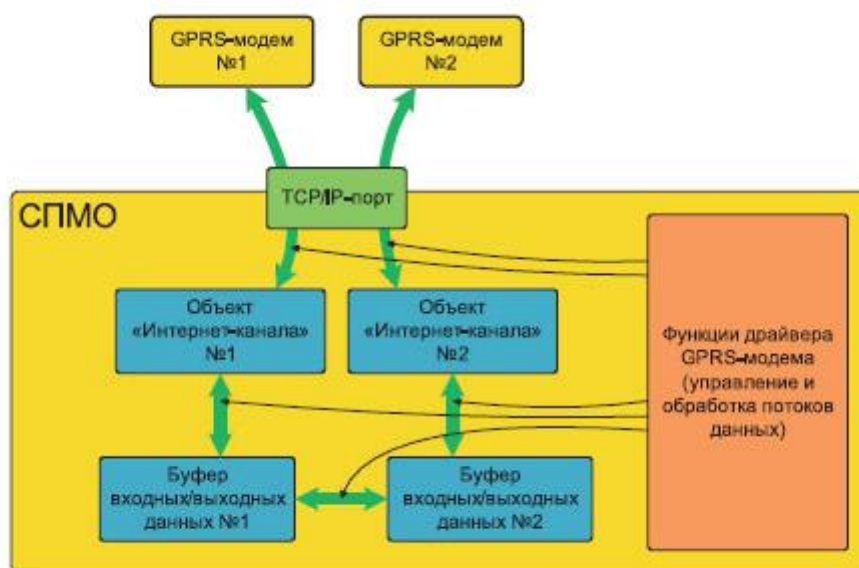 GPRS-модем
№1
GPRS-модем
№2
TCP/IP-порт
СПМО
Объект
«Интернет-канала»
№1
Объект
«Интернет-канала»
№2
Функции драйвера
GPRS-модема
(управление и
обработка потоков
данных)
Буфер
входных/выходных
данных №1
Буфер
входных/выходных
данных №2